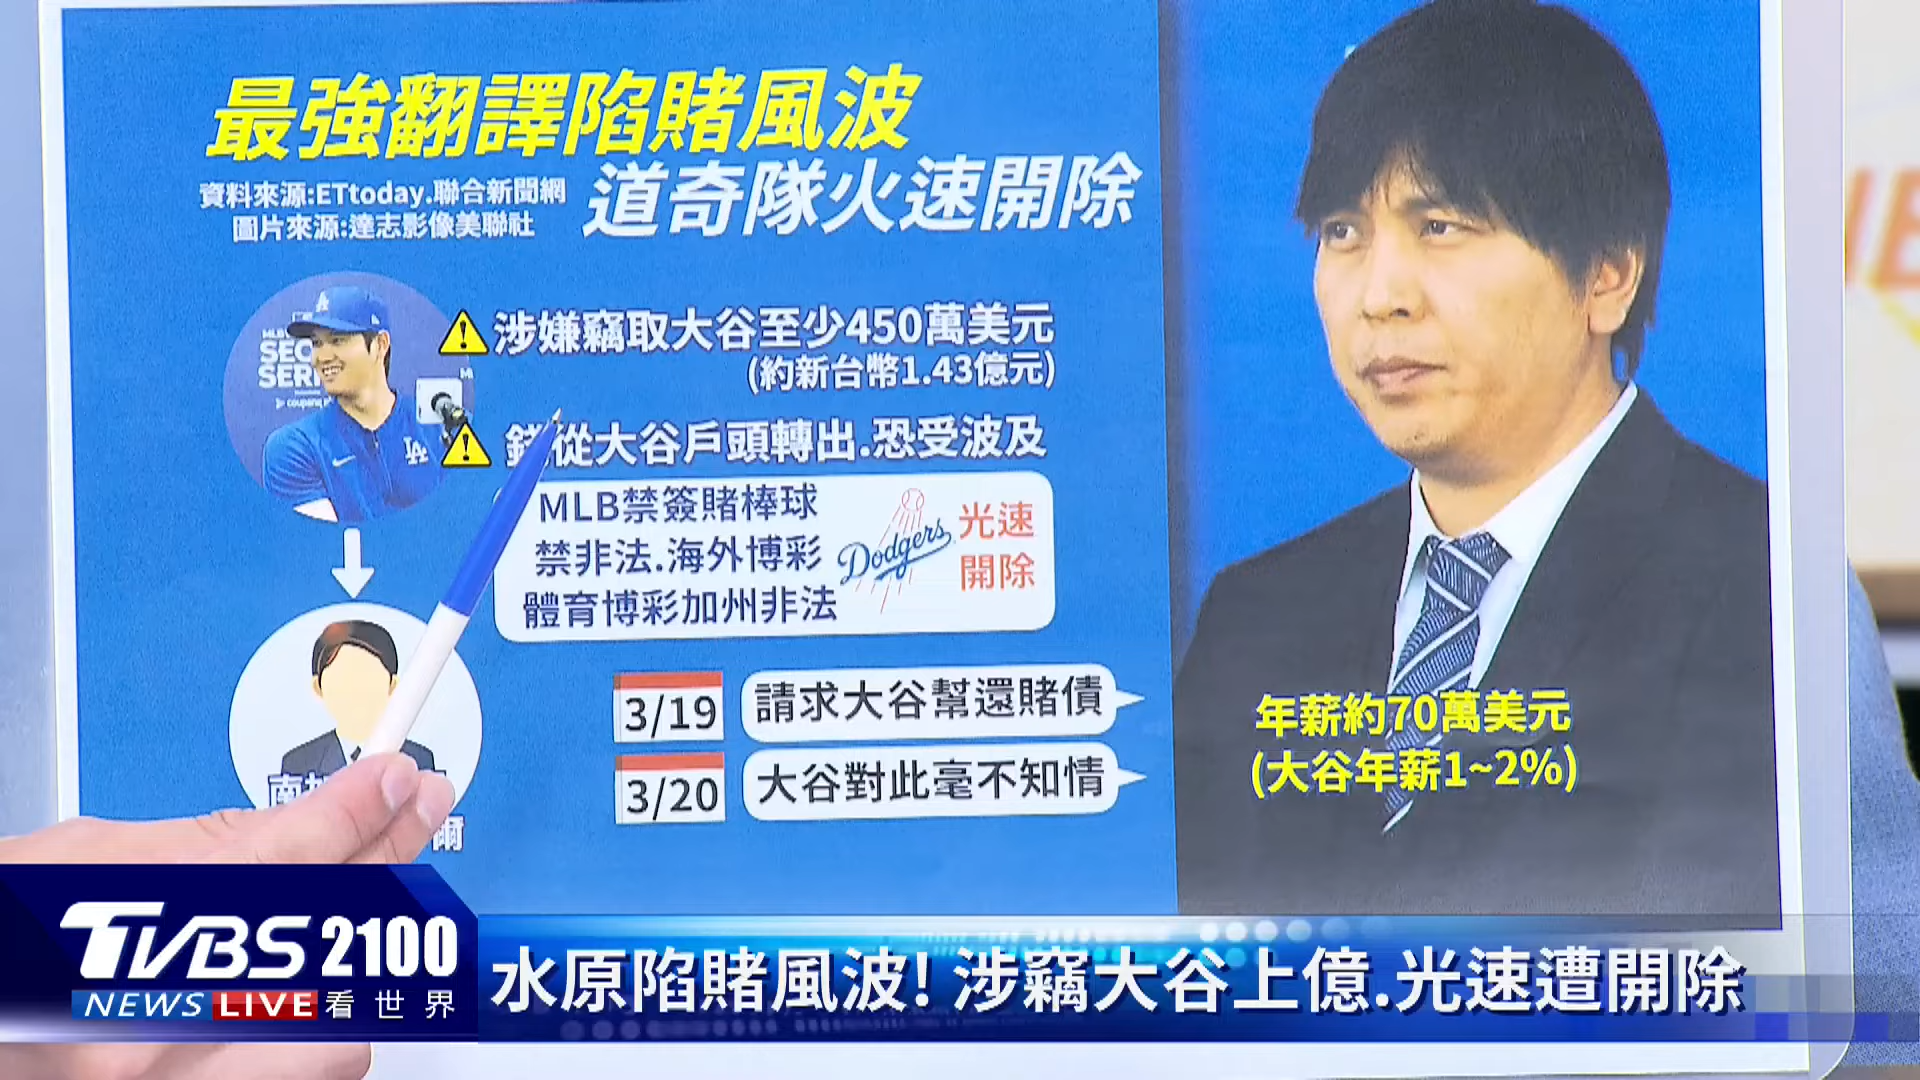 最強翻譯陷賭風波
資料來源:ETtoday.聯合新聞網
圖片來源:達志影像美聯社
道奇隊火速開除
涉嫌竊取大谷至少450萬美元
(約新台幣1.43億元)
錢從大谷戶頭轉出.恐受波及
LA
LA
MLB禁簽賭棒球
禁非法.海外博彩
體育博彩加州非法
Dodgers
光速
開除
3/19
請求大谷幫還賭債
3/20
大谷對此毫不知情
年薪約70萬美元
(大谷年薪1~2%)
南
爾
TVBS 2100
NEWS LIVE 看世界
水原陷賭風波! 涉竊大谷上億.光速遭開除